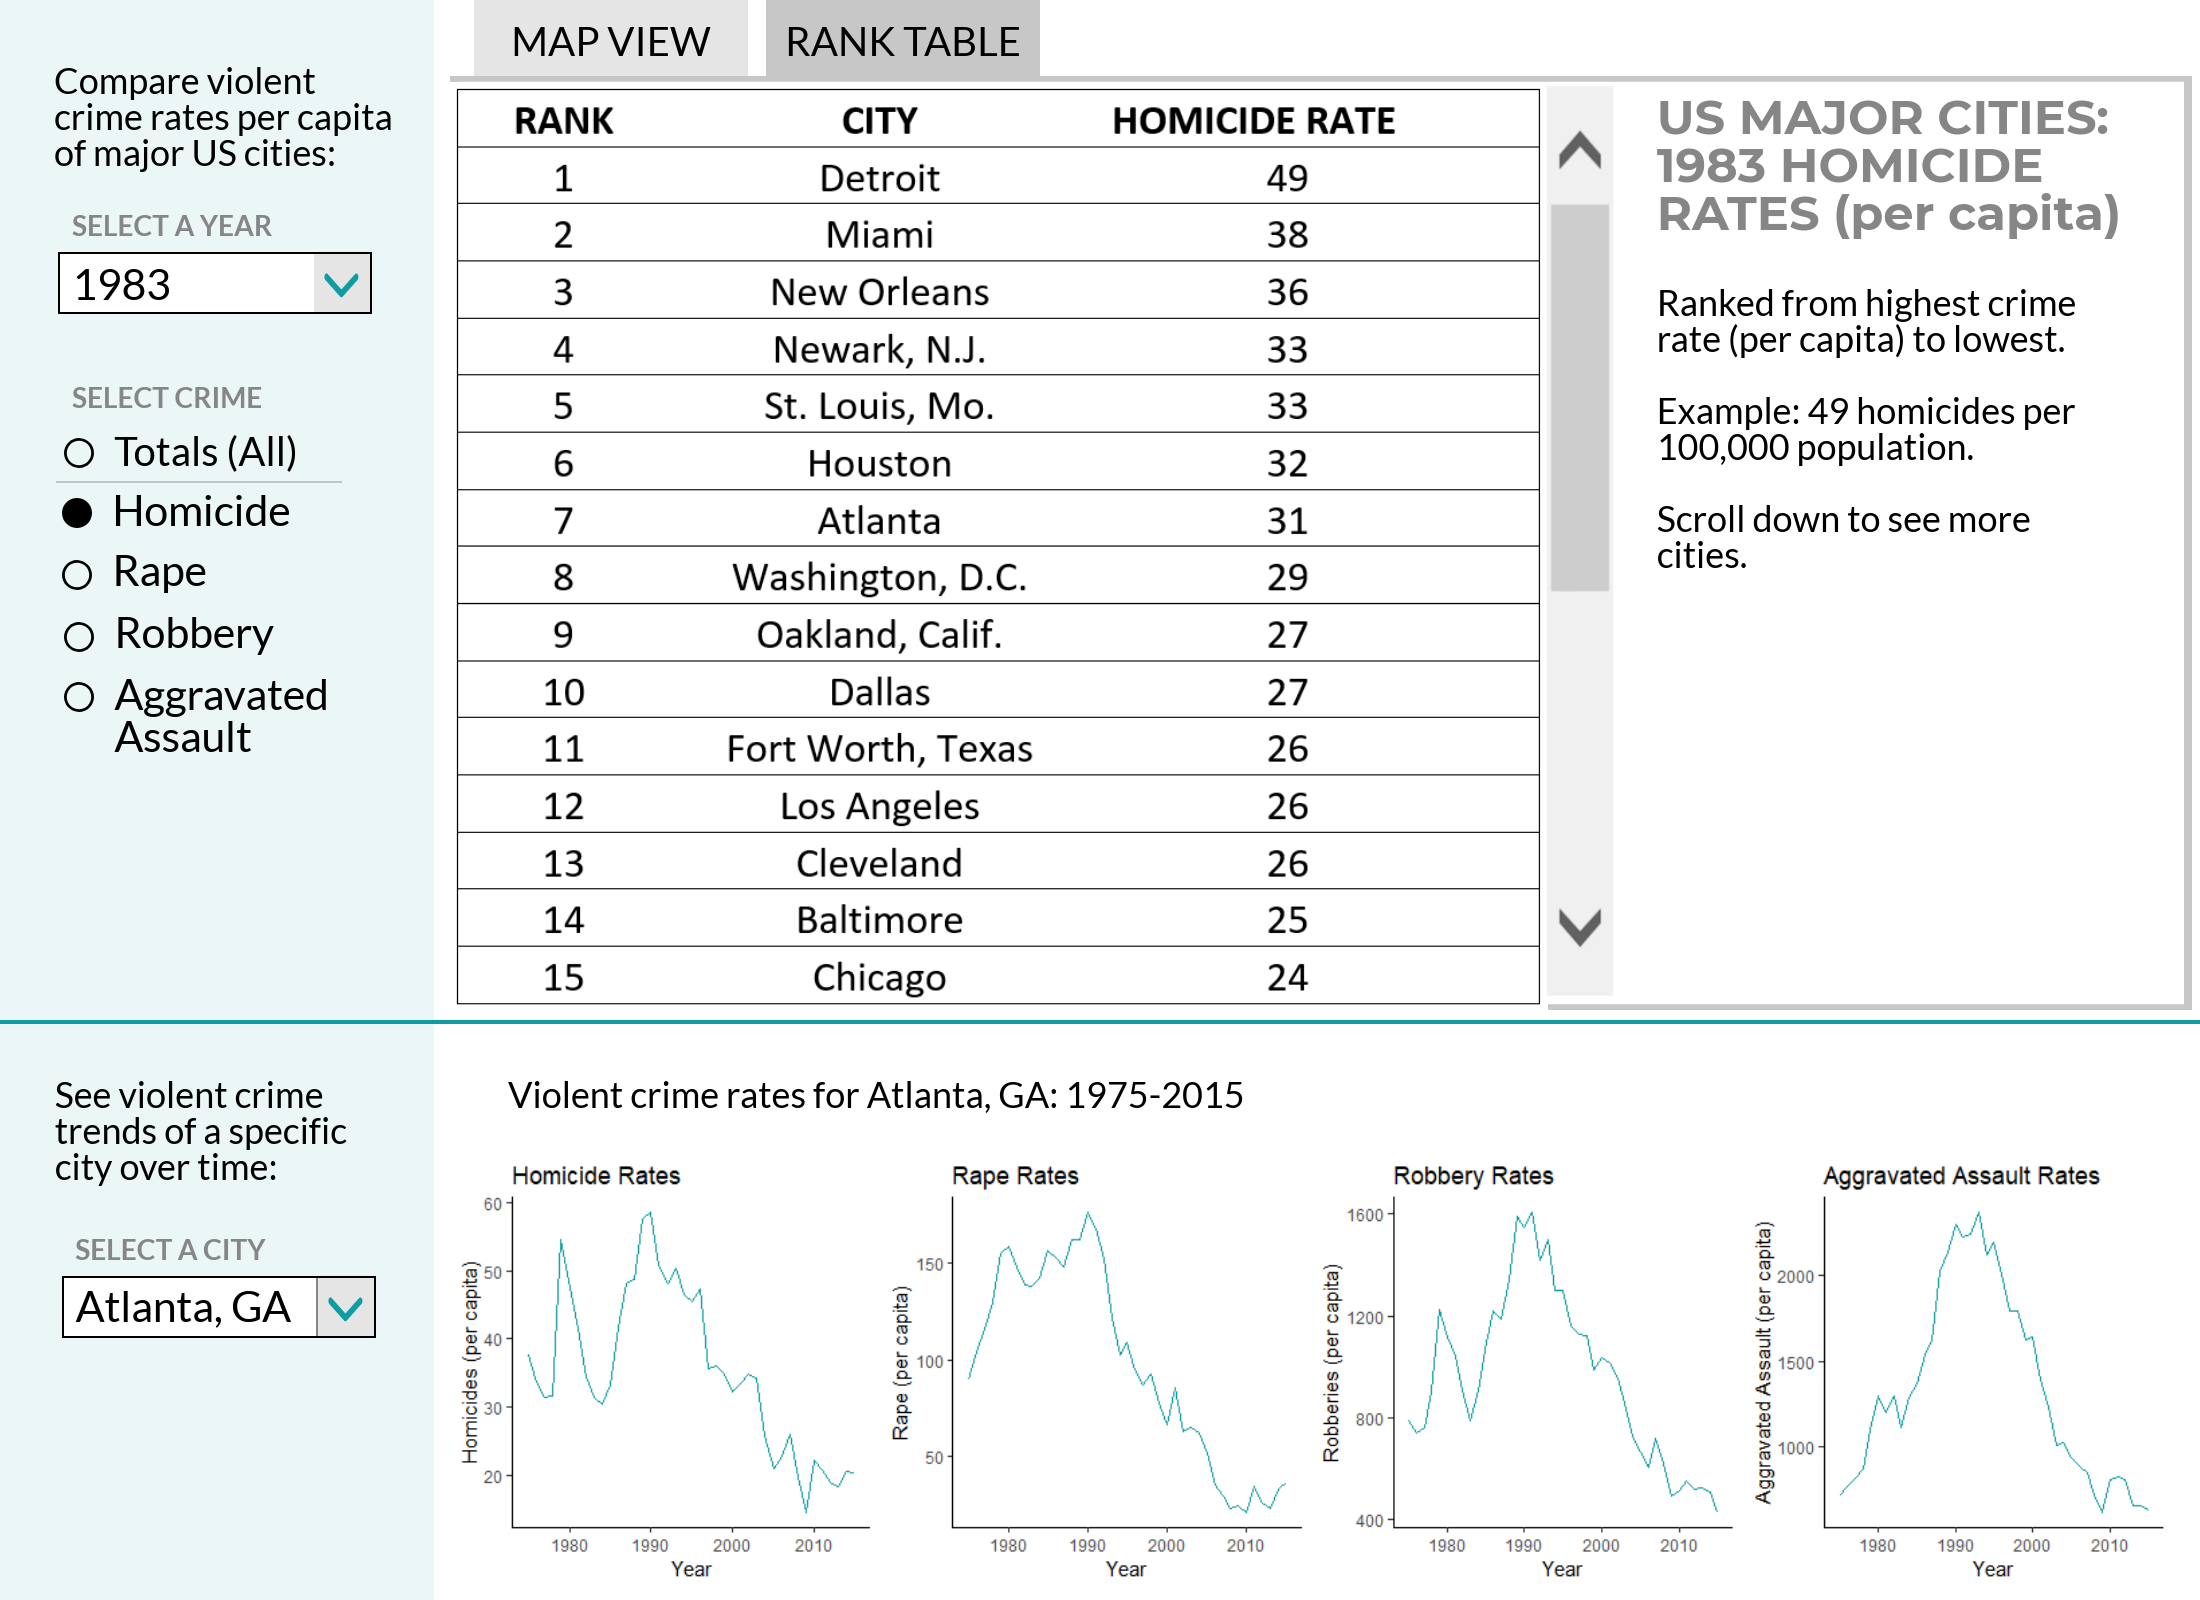 Compare violent
crime rates per capita
of major US cities:
SELECT A YEAR
1983
SELECT CRIME
Totals (All)
Homicide
Rape
Robbery
Aggravated
Assault
MAP VIEW
RANK TABLE
RANK CITY HOMICIDE RATE
1 Detroit 49
2 Miami 38
3 New Orleans 36
4 Newark, N.J. 33
5 St. Louis, Mo. 33
6 Houston 32
7 Atlanta 31
8 Washington, D.C. 29
9 Oakland, Calif. 27
10 Dallas 27
11 Fort Worth, Texas 26
12 Los Angeles 26
13 Cleveland 26
14 Baltimore 25
15 Chicago 24
US MAJOR CITIES:
1983 HOMICIDE
RATES (per capita)
Ranked from highest crime
rate (per capita) to lowest.
Example: 49 homicides per
100,000 population.
Scroll down to see more
cities.
See violent crime
trends of a specific
city over time:
SELECT A CITY
Atlanta, GA
Violent crime rates for Atlanta, GA: 1975-2015
Homicide Rates
Homicides (per capita)
60
50
40
30
20
1980 1990 2000 2010
Year
Rape Rates
Rape (per capita)
150
100
50
1980 1990 2000 2010
Year
Robbery Rates
Robberies (per capita)
1600
1200
800
400
1980 1990 2000 2010
Year
Aggravated Assault Rates
Aggravated Assault (per capita)
2000
1500
1000
1980 1990 2000 2010
Year